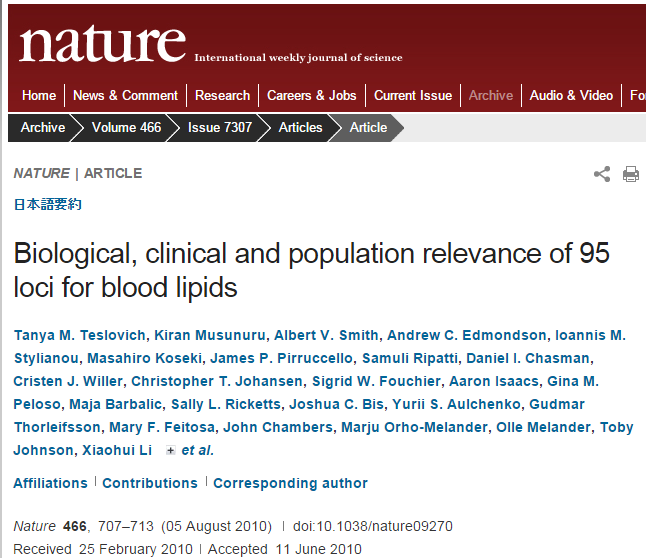 nature International weekly journal of science
Home News & Comment Research Careers & Jobs Current Issue Archive Audio & Video Fo
Archive Volume 466 Issue 7307 Articles Article
NATURE | ARTICLE
日本語要約
Biological, clinical and population relevance of 95
loci for blood lipids
Tanya M. Teslovich, Kiran Musunuru, Albert V. Smith, Andrew C. Edmondson, Ioannis M.
Stylianou, Masahiro Koseki, James P. Pirruccello, Samuli Ripatti, Daniel I. Chasman,
Cristen J. Willer, Christopher T. Johansen, Sigrid W. Fouchier, Aaron Isaacs, Gina M.
Peloso, Maja Barbalic, Sally L. Ricketts, Joshua C. Bis, Yurii S. Aulchenko, Gudmar
Thorleifsson, Mary F. Feitosa, John Chambers, Marju Orho-Melander, Olle Melander, Toby
Johnson, Xiaohui Li + et al.
Affiliations | Contributions | Corresponding author
Nature 466, 707–713 (05 August 2010) | doi:10.1038/nature09270
Received 25 February 2010 | Accepted 11 June 2010